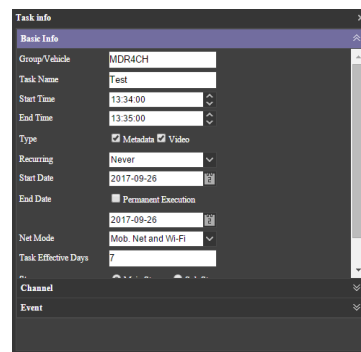 Task info
Basic Info
Group/Vehicle MDR4CH
Task Name Test
Start Time 13:34:00
End Time 13:35:00
Type Metadata Video
Recurring Never
Start Date 2017-09-26
End Date Permanent Execution
2017-09-26
Net Mode Mob. Net and Wi-Fi
Task Effective Days 7
Channel
Event